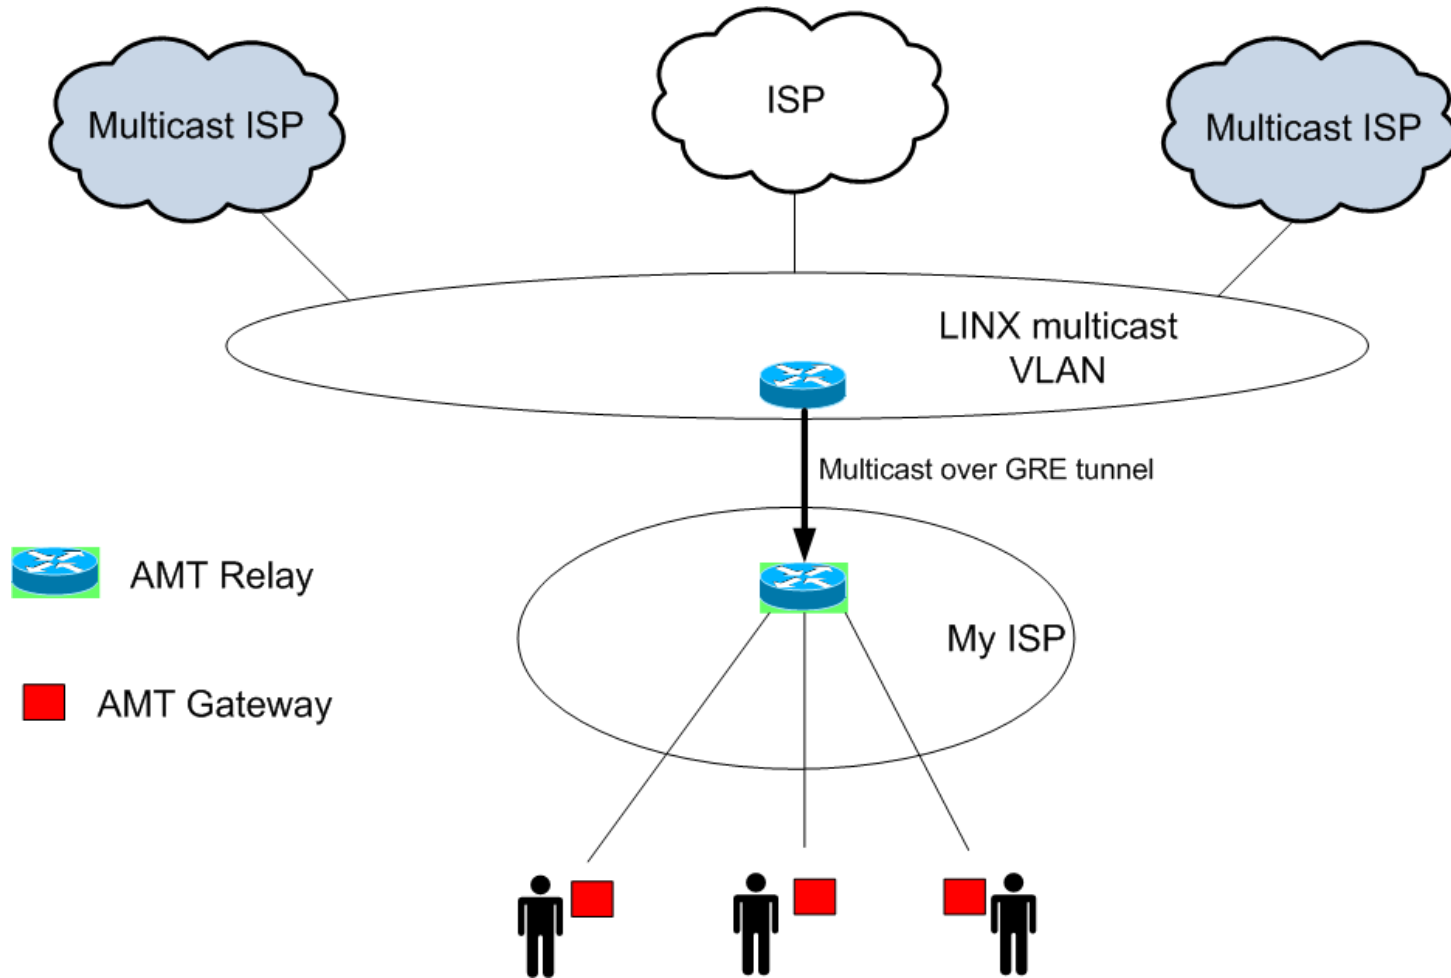 Multicast ISP
ISP
Multicast ISP
LINX multicast
VLAN
Multicast over GRE tunnel
AMT Relay
My ISP
AMT Gateway